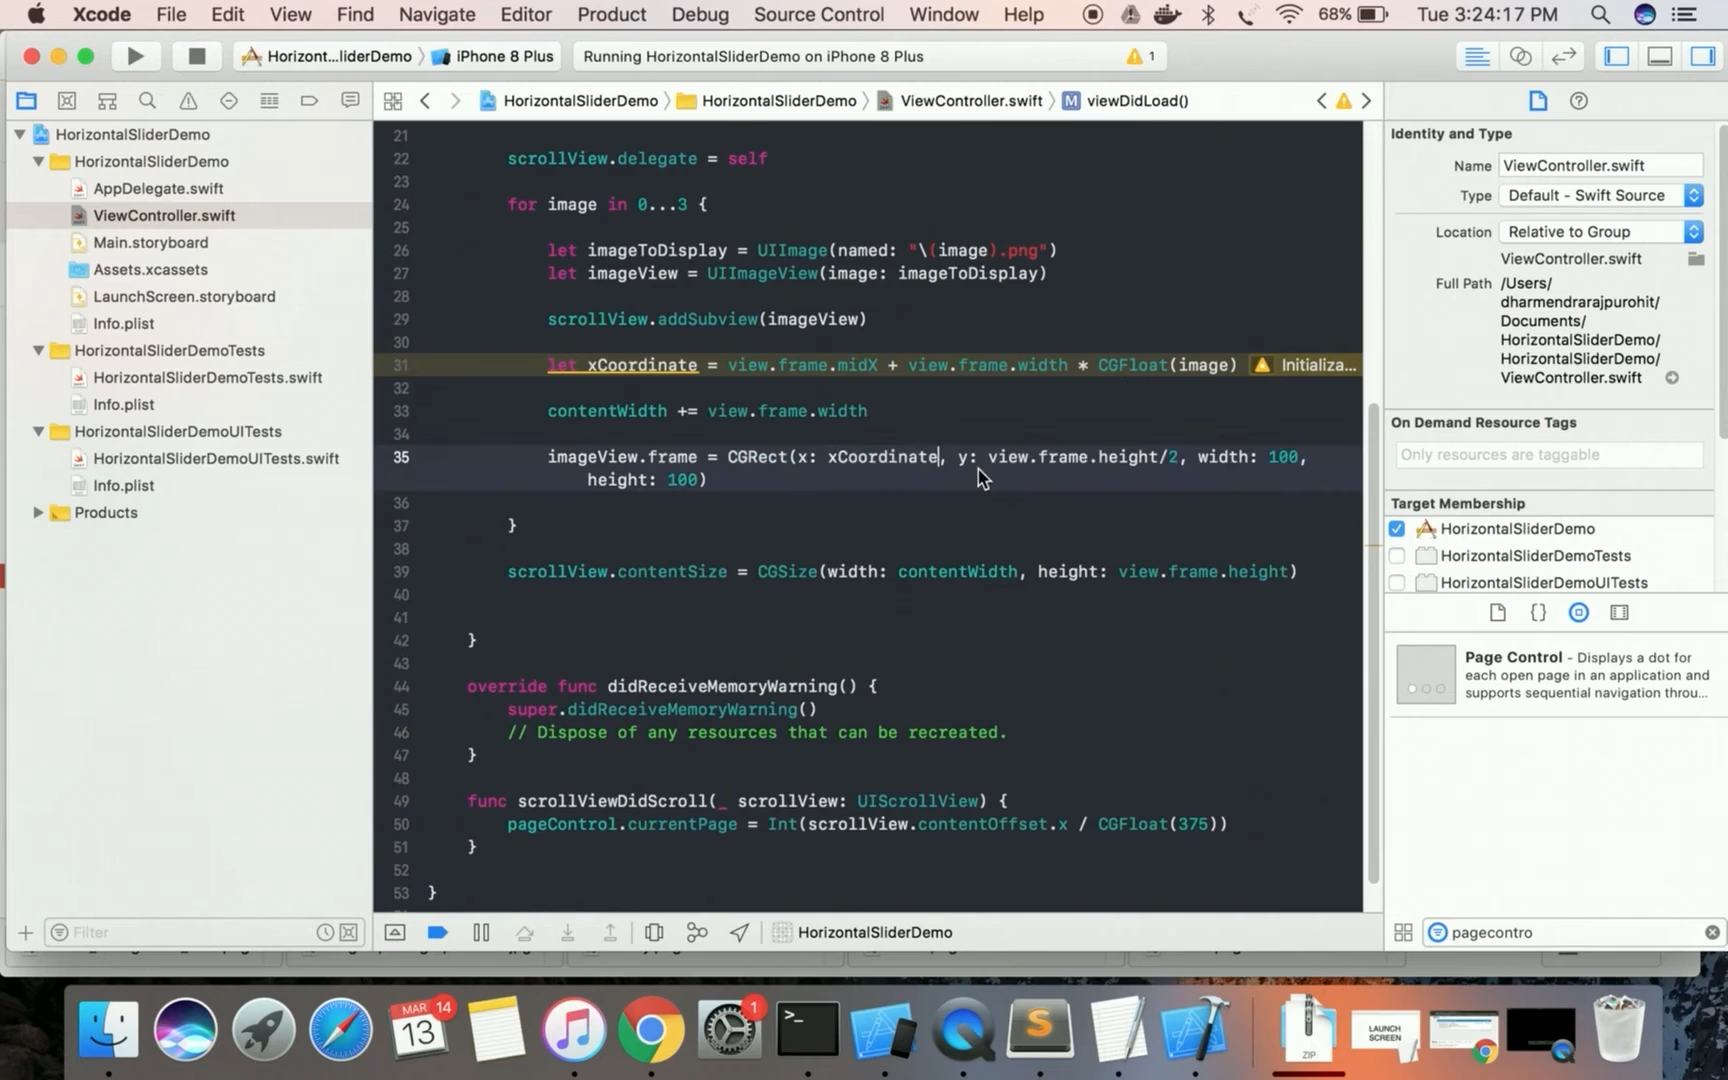 Xcode File Edit View Find Navigate Editor Product Debug Source Control Window Help 68% Tue 3:24:17 PM
Horizont...liderDemo iPhone 8 Plus Running HorizontalSliderDemo on iPhone 8 Plus 1
HorizontalSliderDemo HorizontalSliderDemo ViewController.swift M viewDidLoad()
HorizontalSliderDemo
HorizontalSliderDemo
AppDelegate.swift
ViewController.swift
Main.storyboard
Assets.xcassets
LaunchScreen.storyboard
Info.plist
HorizontalSliderDemoTests
HorizontalSliderDemoTests.swift
Info.plist
HorizontalSliderDemoUITests
HorizontalSliderDemoUITests.swift
Info.plist
Products
Filter
21
22 scrollView.delegate = self
23
24 for image in 0...3 {
25
26 let imageToDisplay = UIImage(named: "\(image).png")
27 let imageView = UIImageView(image: imageToDisplay)
28
29 scrollView.addSubview(imageView)
30
31 let xCoordinate = view.frame.midX + view.frame.width * CGFloat(image) Initializa...
32
33 contentWidth += view.frame.width
34
35 imageView.frame = CGRect(x: xCoordinate, y: view.frame.height/2, width: 100,
height: 100)
36
37 }
38
39 scrollView.contentSize = CGSize(width: contentWidth, height: view.frame.height)
40
41
42 }
43
44 override func didReceiveMemoryWarning() {
45 super.didReceiveMemoryWarning()
46 // Dispose of any resources that can be recreated.
47 }
48
49 func scrollViewDidScroll(_ scrollView: UIScrollView) {
50 pageControl.currentPage = Int(scrollView.contentOffset.x / CGFloat(375))
51 }
52
53 }
HorizontalSliderDemo
Identity and Type
Name ViewController.swift
Type Default - Swift Source
Location Relative to Group
ViewController.swift
Full Path /Users/
dharmendrarajpurohit/
Documents/
HorizontalSliderDemo/
HorizontalSliderDemo/
ViewController.swift
On Demand Resource Tags
Only resources are taggable
Target Membership
HorizontalSliderDemo
HorizontalSliderDemoTests
HorizontalSliderDemoUITests
{}
Page Control - Displays a dot for
each open page in an application and
supports sequential navigation throu...
pagecontro
MAR 14
13
1
>_
S
ZIP
LAUNCH
SCREEN